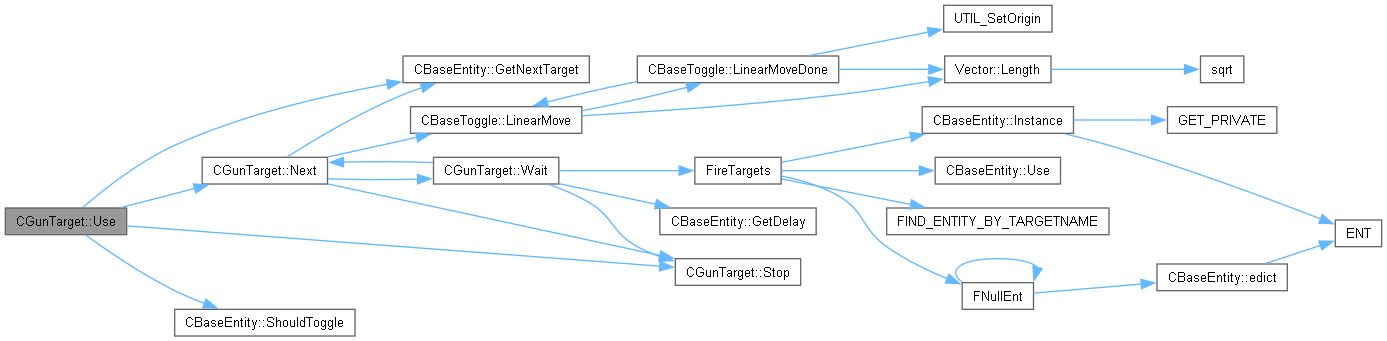 UTIL_SetOrigin
CBaseEntity::GetNextTarget
CBaseToggle::LinearMoveDone
Vector::Length
sqrt
CBaseToggle::LinearMove
CBaseEntity::Instance
GET_PRIVATE
CGunTarget::Next
CGunTarget::Wait
FireTargets
CBaseEntity::Use
CGunTarget::Use
CBaseEntity::GetDelay
FIND_ENTITY_BY_TARGETNAME
ENT
CGunTarget::Stop
CBaseEntity::edict
FNullEnt
CBaseEntity::ShouldToggle